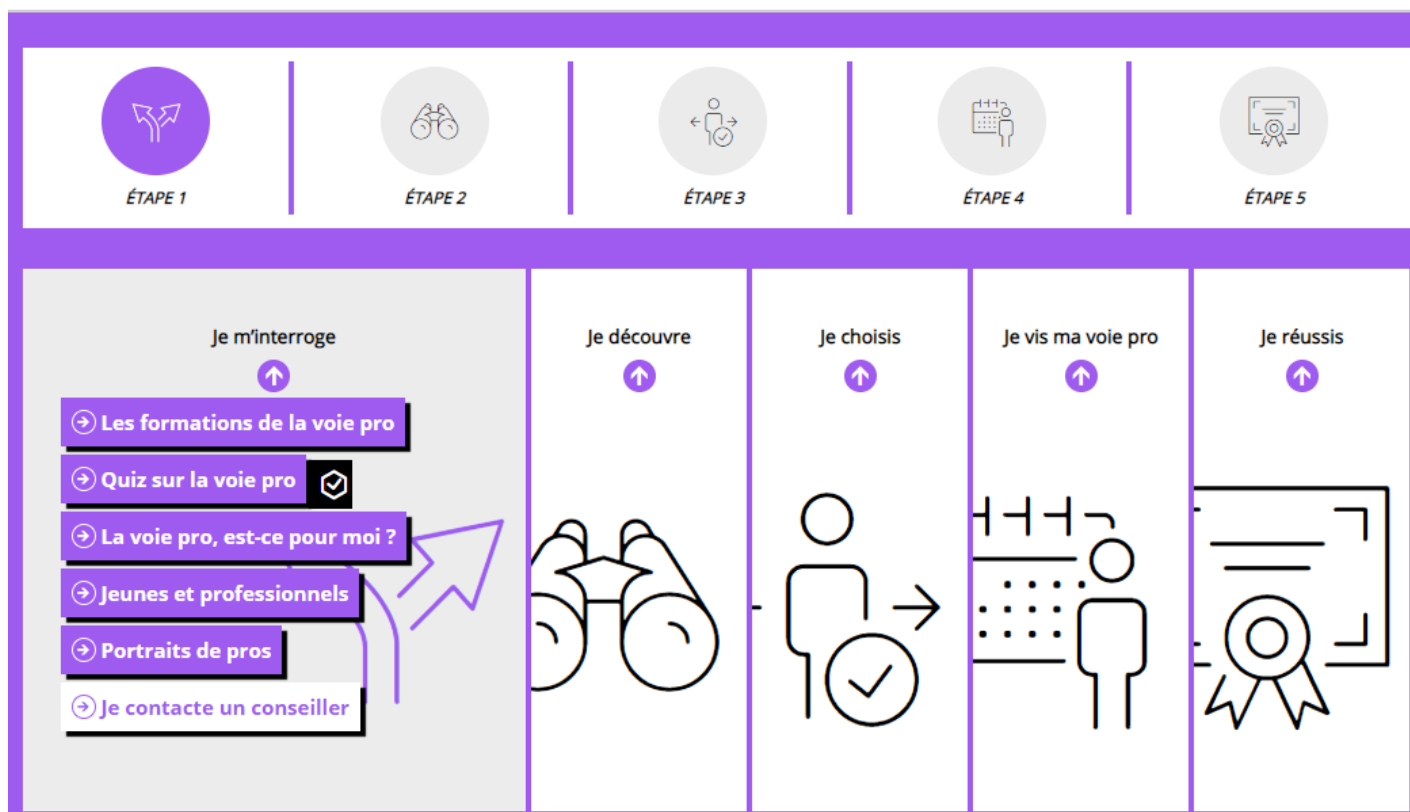 ÉTAPE 1
ÉTAPE 2
ÉTAPE 3
ÉTAPE 4
ÉTAPE 5
Je m'interroge
Les formations de la voie pro
Quiz sur la voie pro
La voie pro, est-ce pour moi ?
Jeunes et professionnels
Portraits de pros
Je contacte un conseiller
Je découvre
Je choisis
Je vis ma voie pro
Je réussis